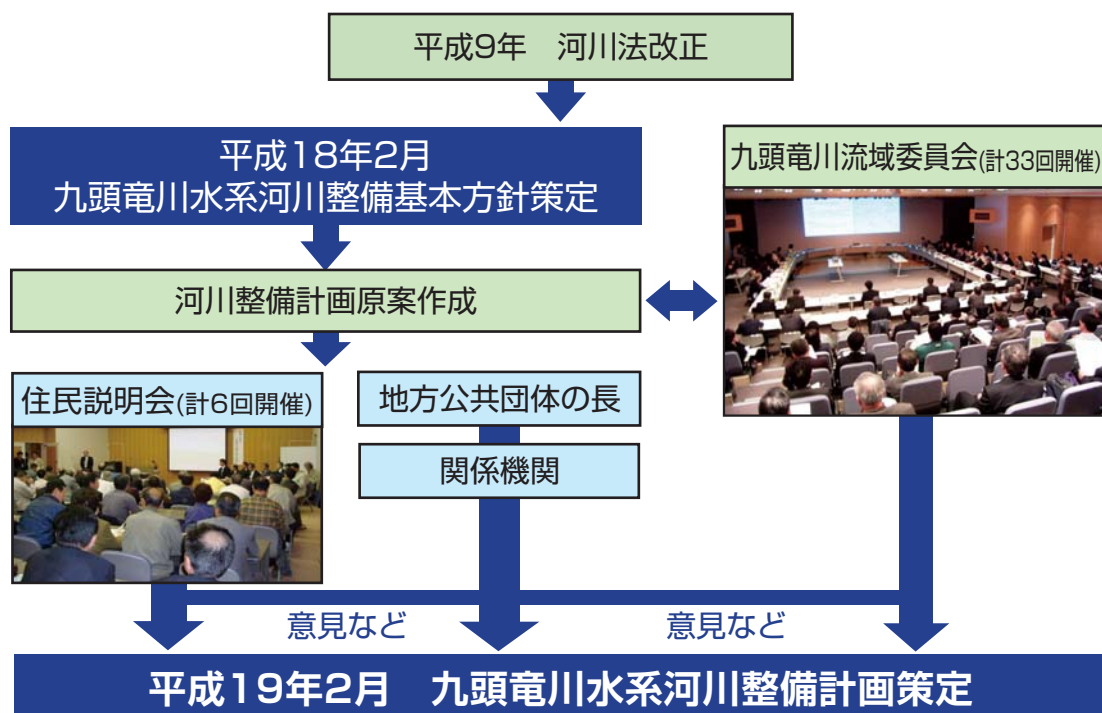 平成9年　河川法改正
平成18年2月
九頭竜川水系河川整備基本方針策定
九頭竜川流域委員会(計33回開催)
河川整備計画原案作成
住民説明会(計6回開催)
地方公共団体の長
関係機関
意見など
意見など
平成19年2月　九頭竜川水系河川整備計画策定